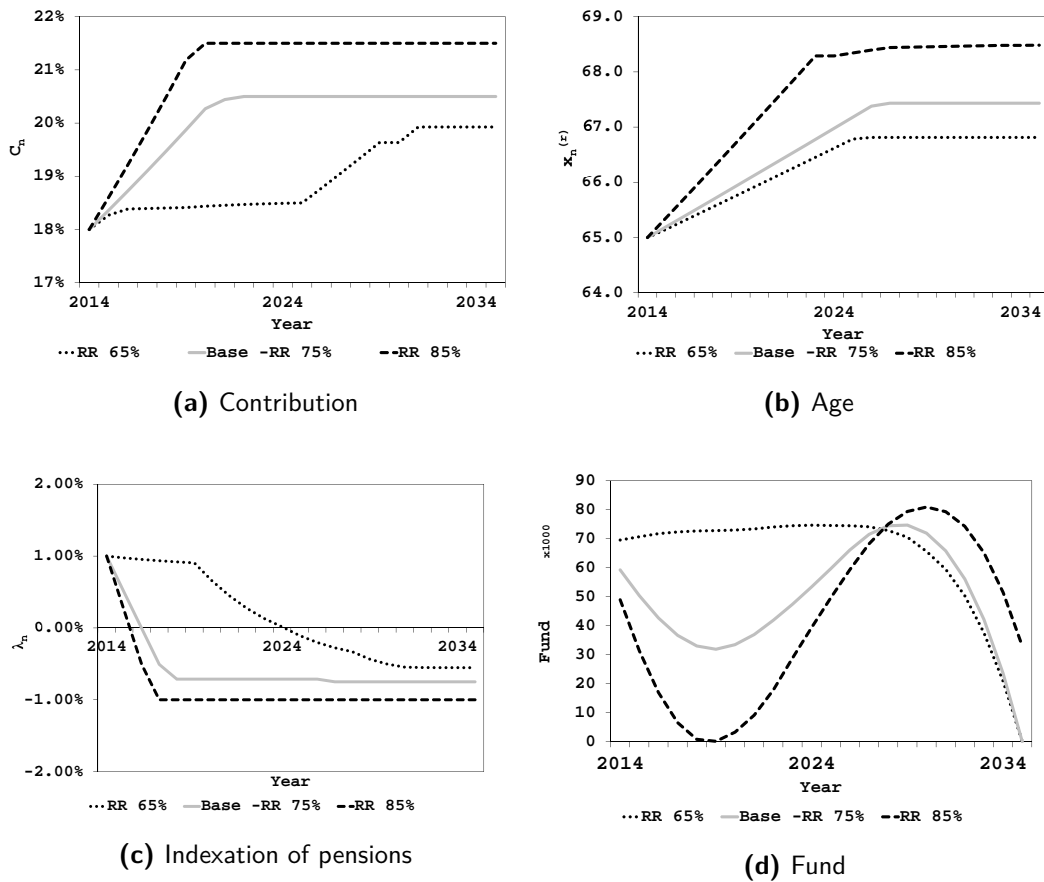 22%
21%
20%
19%
18%
17%
C_n
2014 2024 2034
Year
RR 65% Base -RR 75% RR 85%
(a) Contribution
69.0
68.0
67.0
66.0
65.0
64.0
x_n^(r)
2014 2024 2034
Year
RR 65% Base -RR 75% RR 85%
(b) Age
2.00%
1.00%
0.00%
-1.00%
-2.00%
λ_n
2014 2024 2034
Year
RR 65% Base -RR 75% RR 85%
(c) Indexation of pensions
90
80
70
60
50
40
30
20
10
0
x1000
Fund
2014 2024 2034
Year
RR 65% Base -RR 75% RR 85%
(d) Fund